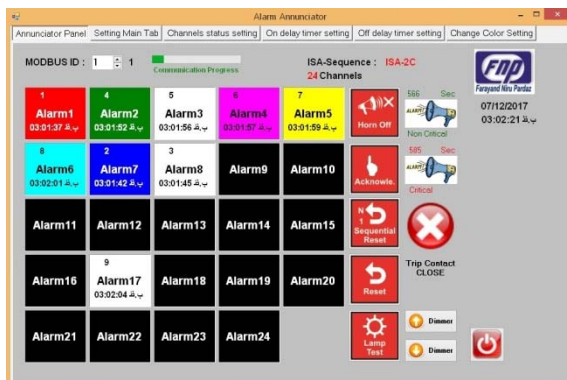 Alarm Annunciator
Annunciator Panel Setting Main Tab Channels status setting On delay timer setting Off delay timer setting Change Color Setting
MODBUS ID : 1 1
Communication Progress
ISA-Sequence : ISA-2C
24 Channels
FNP
Farayand Niru Pardaz
07/12/2017
03:02:21 ب.ظ
1 4 5 6 7
Alarm1 Alarm2 Alarm3 Alarm4 Alarm5
03:01:37 ب.ظ 03:01:52 ب.ظ 03:01:56 ب.ظ 03:01:57 ب.ظ 03:01:59 ب.ظ
Horn Off
566 Sec
ALARM!
Non Critical
8 2 3
Alarm6 Alarm7 Alarm8 Alarm9 Alarm10
03:02:01 ب.ظ 03:01:42 ب.ظ 03:01:45 ب.ظ
Acknowle.
585 Sec
ALARM!
Critical
Alarm11 Alarm12 Alarm13 Alarm14 Alarm15
N
1
Sequential
Reset
9
Alarm16 Alarm17 Alarm18 Alarm19 Alarm20
03:02:04 ب.ظ
Reset
Trip Contact
CLOSE
Alarm21 Alarm22 Alarm23 Alarm24
Lamp
Test
Dimmer
Dimmer